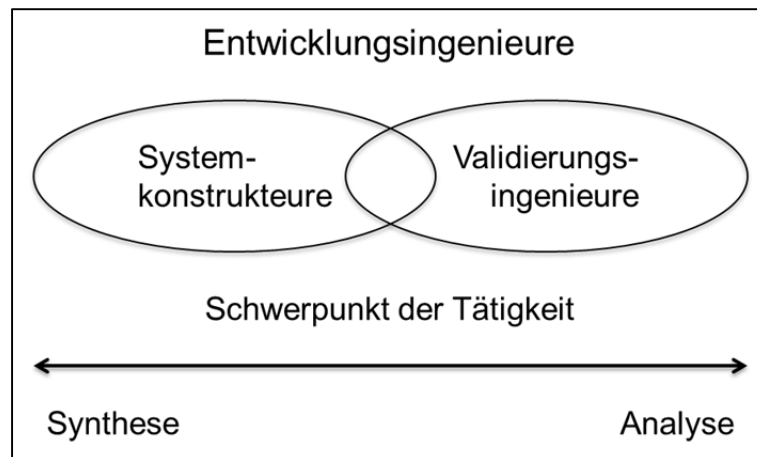 Entwicklungsingenieure
System-
konstrukteure
Validierungs-
ingenieure
Schwerpunkt der Tätigkeit
Synthese
Analyse